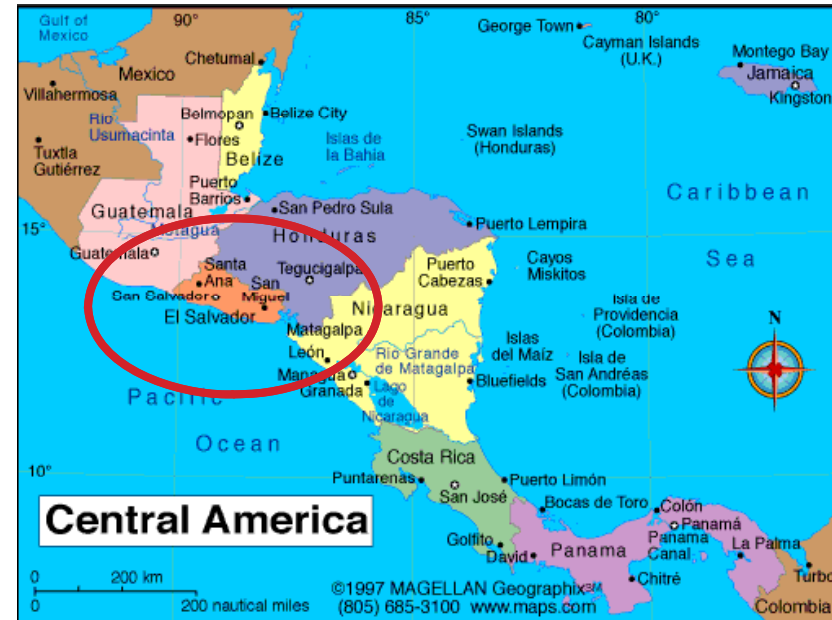 Gulf of
Mexico
90°
85°
80°
George Town
Cayman Islands
(U.K.)
Montego Bay
Jamaica
Kingston
Chetumal
Mexico
Villahermosa
Belmopan
Belize City
Rio
Usumacinta
Flores
Islas de
la Bahia
Swan Islands
(Honduras)
Tuxtla
Gutiérrez
Belize
Puerto
Barrios
Caribbean
Sea
Guatemala
San Pedro Sula
Puerto Lempira
15°
Motagua
Honduras
Guatemala
Santa
Ana
Tegucigalpa
Puerto
Cabezas
Cayos
Miskitos
San Salvador
San
Miguel
El Salvador
Nicaragua
Isla de
Providencia
(Colombia)
N
Matagalpa
León
Rio Grande
de Matagalpa
Islas
del Maíz
Isla de
San Andréas
(Colombia)
Managua
Granada
Lago
de
Nicaragua
Bluefields
Pacific
Ocean
Costa Rica
10°
Puntarenas
San José
Puerto Limón
Bocas de Toro
Colón
Panamá
Central America
Golfito
David
Panama
Panama
Canal
La Palma
Chitré
Turbo
Colombia
0 200 km
0 200 nautical miles
©1997 MAGELLAN Geographix℠
(805) 685-3100 www.maps.com